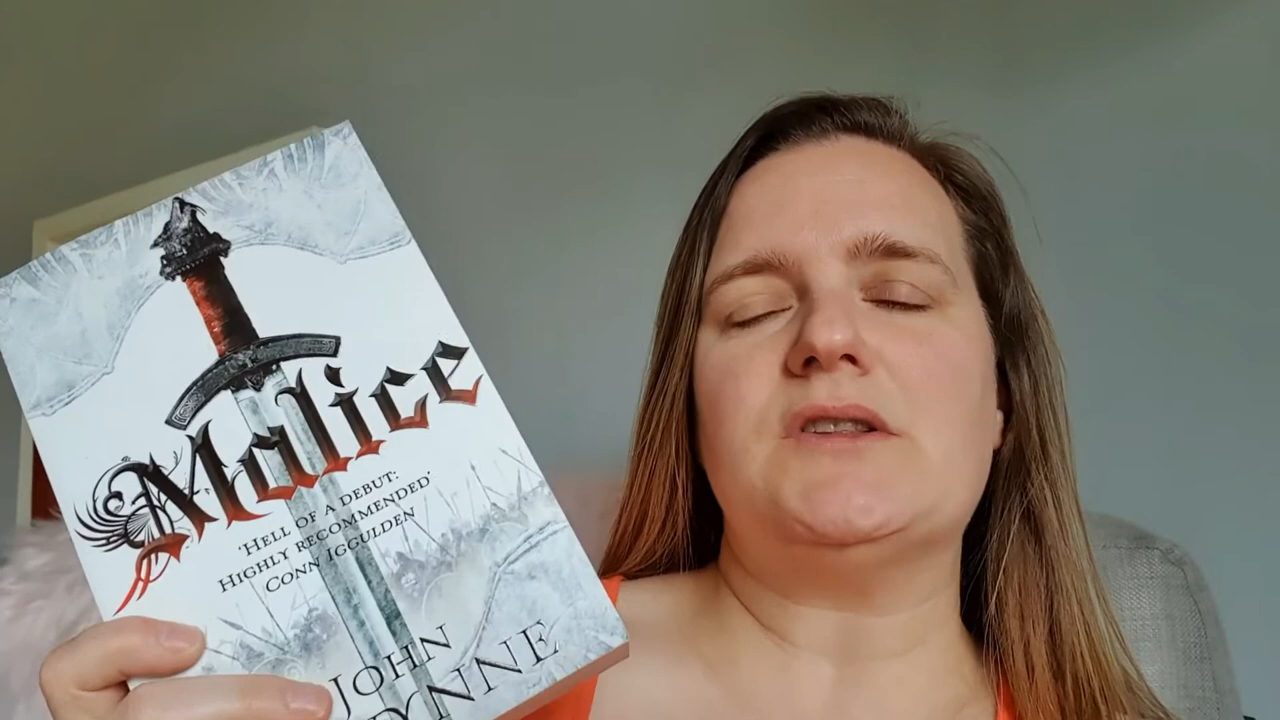 Malice
'HELL OF A DEBUT:
HIGHLY RECOMMENDED'
CONN IGGULDEN
JOHN